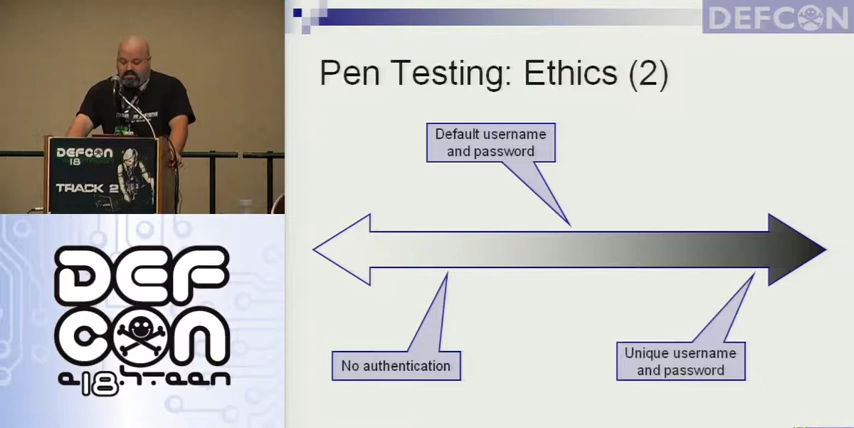 DEFCON
Pen Testing: Ethics (2)
Default username
and password
No authentication
Unique username
and password
DEFCON
18
TRACK 2
DEF
CON
e18hteen